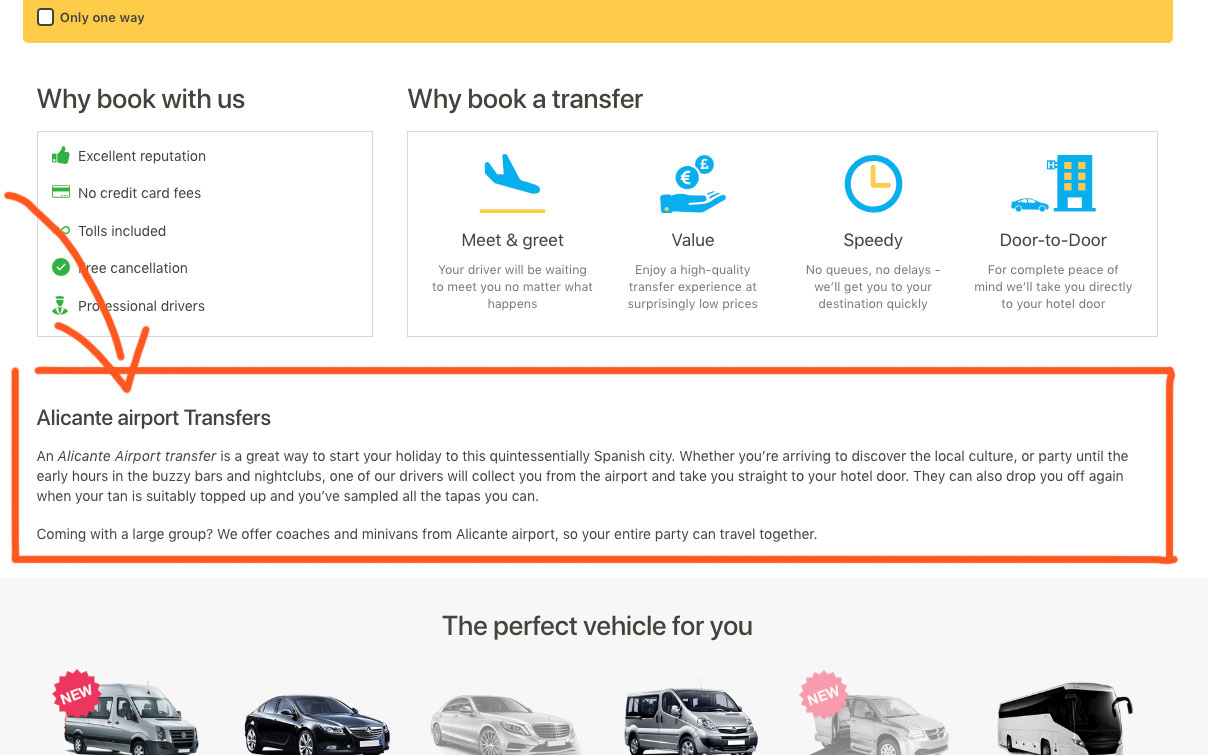 Only one way
Why book with us
Excellent reputation
No credit card fees
Tolls included
Free cancellation
Professional drivers
Why book a transfer
Meet & greet
Your driver will be waiting
to meet you no matter what
happens
Value
Enjoy a high-quality
transfer experience at
surprisingly low prices
Speedy
No queues, no delays -
we’ll get you to your
destination quickly
H
Door-to-Door
For complete peace of
mind we’ll take you directly
to your hotel door
Alicante airport Transfers
An Alicante Airport transfer is a great way to start your holiday to this quintessentially Spanish city. Whether you’re arriving to discover the local culture, or party until the
early hours in the buzzy bars and nightclubs, one of our drivers will collect you from the airport and take you straight to your hotel door. They can also drop you off again
when your tan is suitably topped up and you’ve sampled all the tapas you can.
Coming with a large group? We offer coaches and minivans from Alicante airport, so your entire party can travel together.
The perfect vehicle for you
NEW
NEW